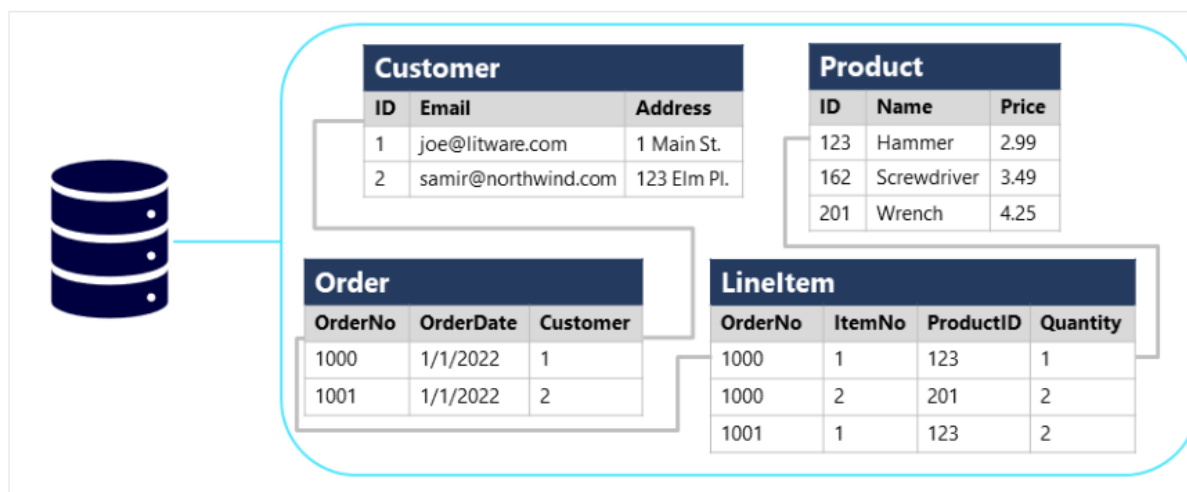 Customer
ID Email Address
1 joe@litware.com 1 Main St.
2 samir@northwind.com 123 Elm Pl.
Product
ID Name Price
123 Hammer 2.99
162 Screwdriver 3.49
201 Wrench 4.25
Order
OrderNo OrderDate Customer
1000 1/1/2022 1
1001 1/1/2022 2
LineItem
OrderNo ItemNo ProductID Quantity
1000 1 123 1
1000 2 201 2
1001 1 123 2